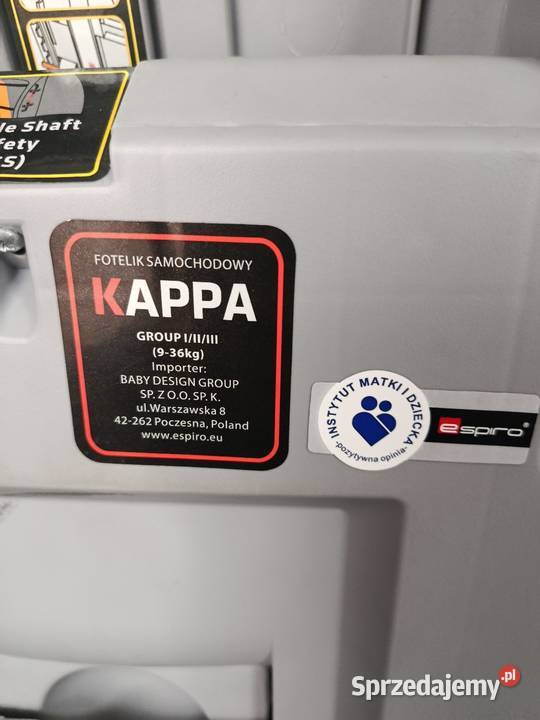 le Shaft
fety
S)
FOTELIK SAMOCHODOWY
KAPPA
GROUP I/II/III
(9-36kg)
Importer:
BABY DESIGN GROUP
SP. Z O.O. SP. K.
ul.Warszawska 8
42-262 Poczesna, Poland
www.espiro.eu
INSTYTUT MATKI I DZIECKA
-pozytywna opinia-
espiro®
Sprzedajemy.pl